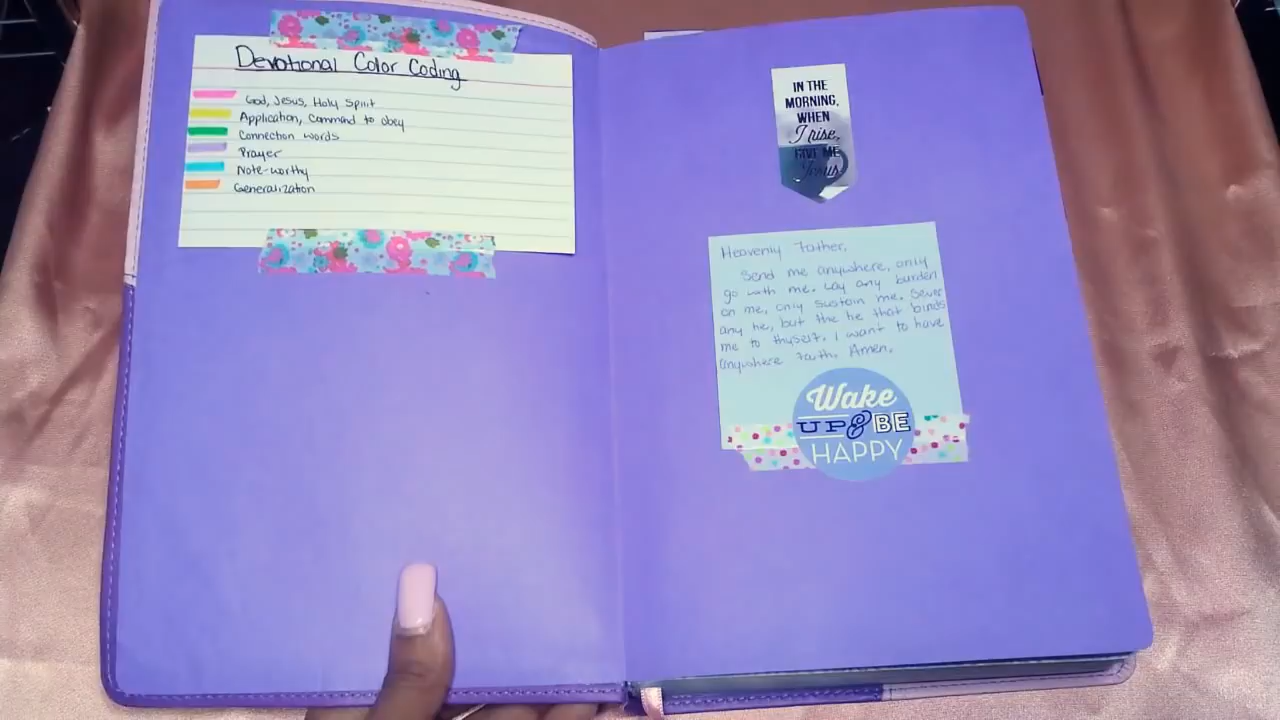 Devotional Color Coding
God, Jesus, Holy Spirit
Application, Command to obey
Connection words
Prayer
Note-worthy
Generalization
IN THE
MORNING,
WHEN
I rise,
GIVE ME
Jesus
Heavenly Father,
Send me anywhere, only
go with me. Lay any burden
on me, only sustain me. Sever
any tie, but the tie that binds
me to thyself. I want to have
anywhere faith. Amen.
Wake
UP & BE
HAPPY